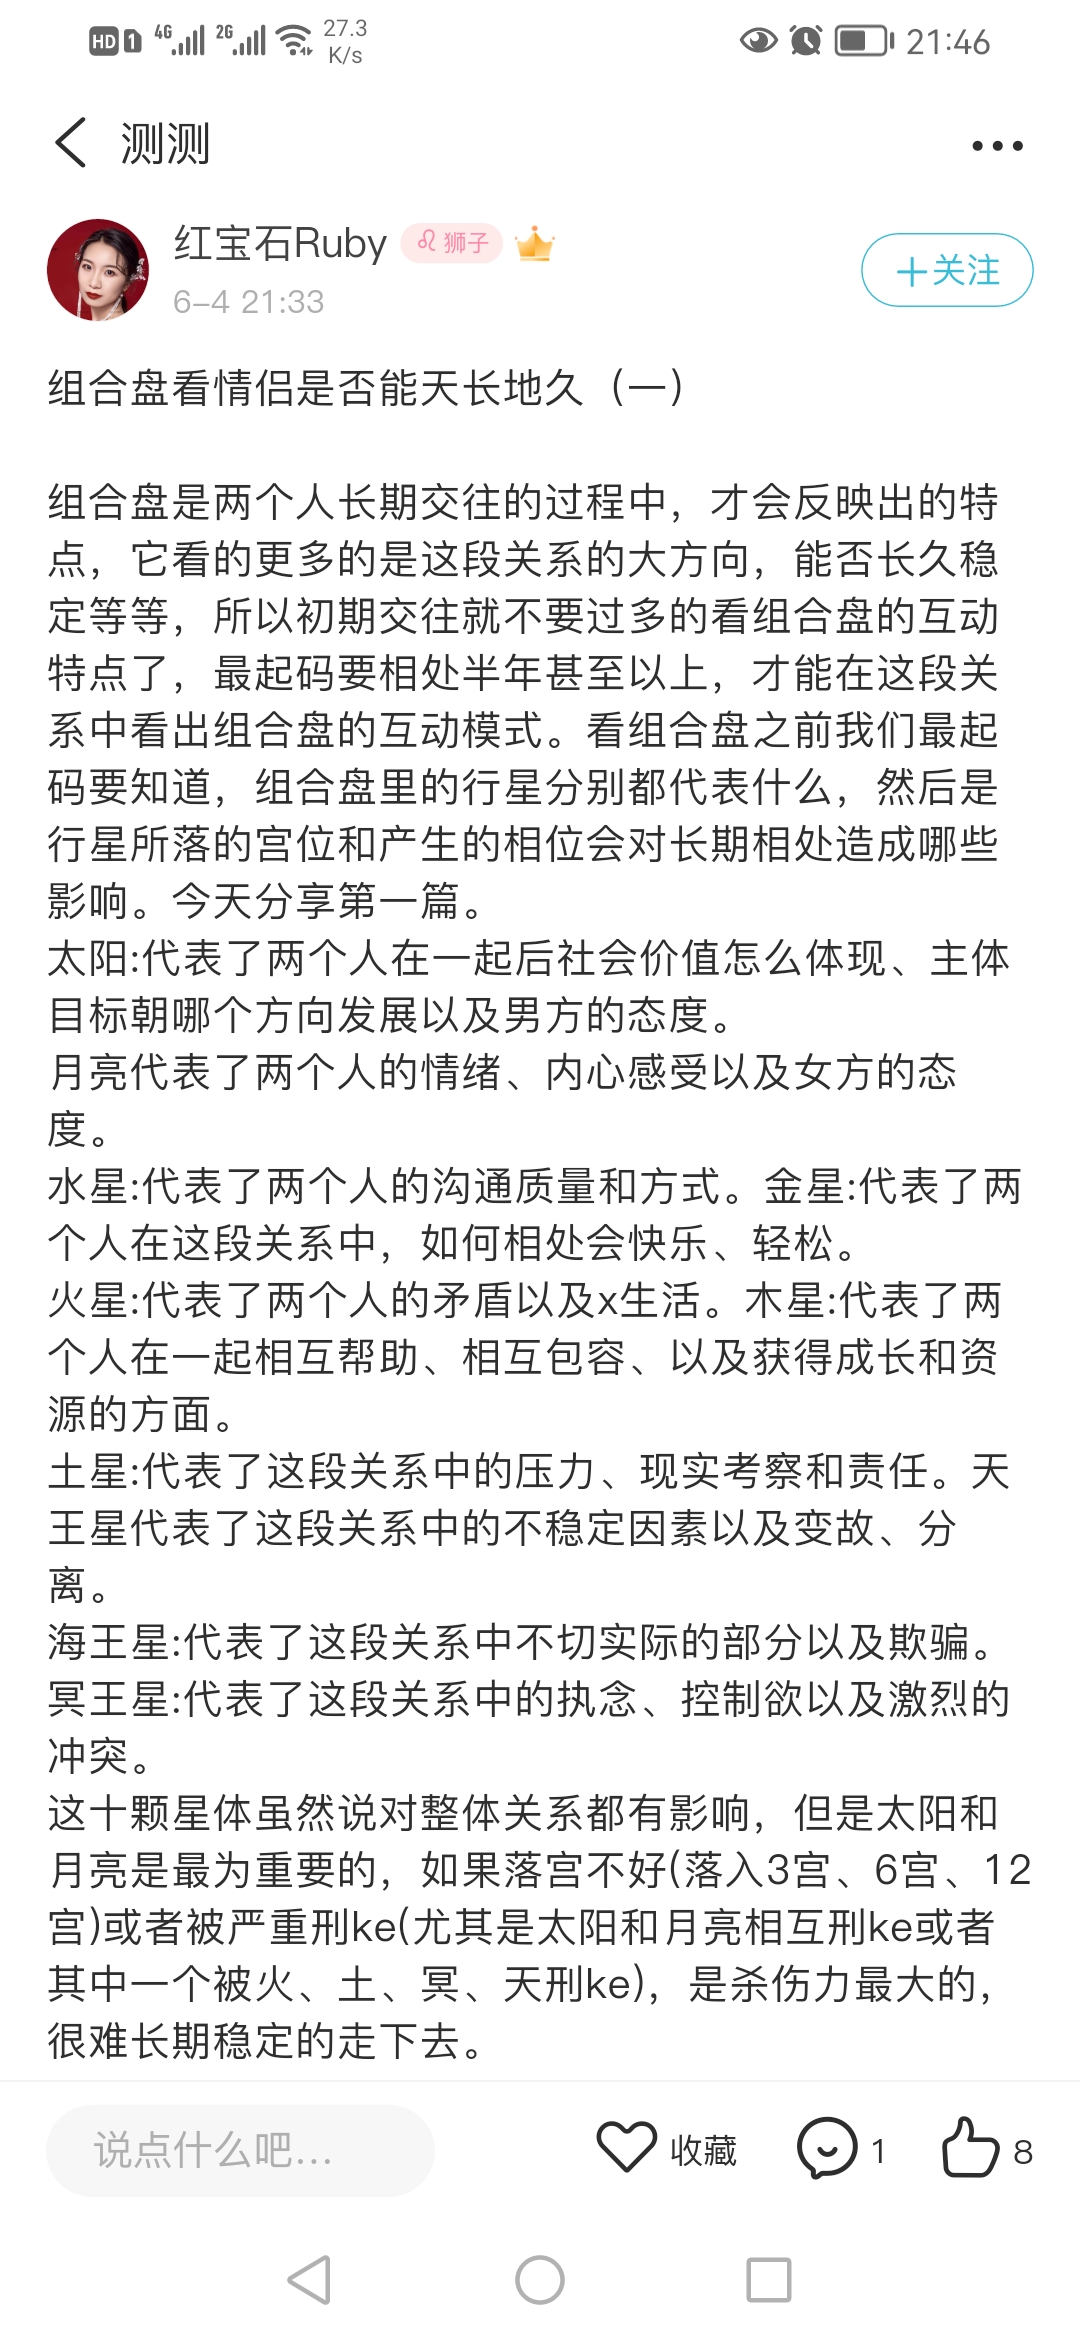 HD 1 4G 2G 27.3 K/s 21:46
测测
红宝石Ruby 狮子
6-4 21:33
+关注
组合盘看情侣是否能天长地久（一）
组合盘是两个人长期交往的过程中，才会反映出的特
点，它看的更多的是这段关系的大方向，能否长久稳
定等等，所以初期交往就不要过多的看组合盘的互动
特点了，最起码要相处半年甚至以上，才能在这段关
系中看出组合盘的互动模式。看组合盘之前我们最起
码要知道，组合盘里的行星分别都代表什么，然后是
行星所落的宫位和产生的相位会对长期相处造成哪些
影响。今天分享第一篇。
太阳:代表了两个人在一起后社会价值怎么体现、主体
目标朝哪个方向发展以及男方的态度。
月亮代表了两个人的情绪、内心感受以及女方的态
度。
水星:代表了两个人的沟通质量和方式。金星:代表了两
个人在这段关系中，如何相处会快乐、轻松。
火星:代表了两个人的矛盾以及x生活。木星:代表了两
个人在一起相互帮助、相互包容、以及获得成长和资
源的方面。
土星:代表了这段关系中的压力、现实考察和责任。天
王星代表了这段关系中的不稳定因素以及变故、分
离。
海王星:代表了这段关系中不切实际的部分以及欺骗。
冥王星:代表了这段关系中的执念、控制欲以及激烈的
冲突。
这十颗星体虽然说对整体关系都有影响，但是太阳和
月亮是最为重要的，如果落宫不好(落入3宫、6宫、12
宫)或者被严重刑ke(尤其是太阳和月亮相互刑ke或者
其中一个被火、土、冥、天刑ke)，是杀伤力最大的，
很难长期稳定的走下去。
说点什么吧... 收藏 1 8